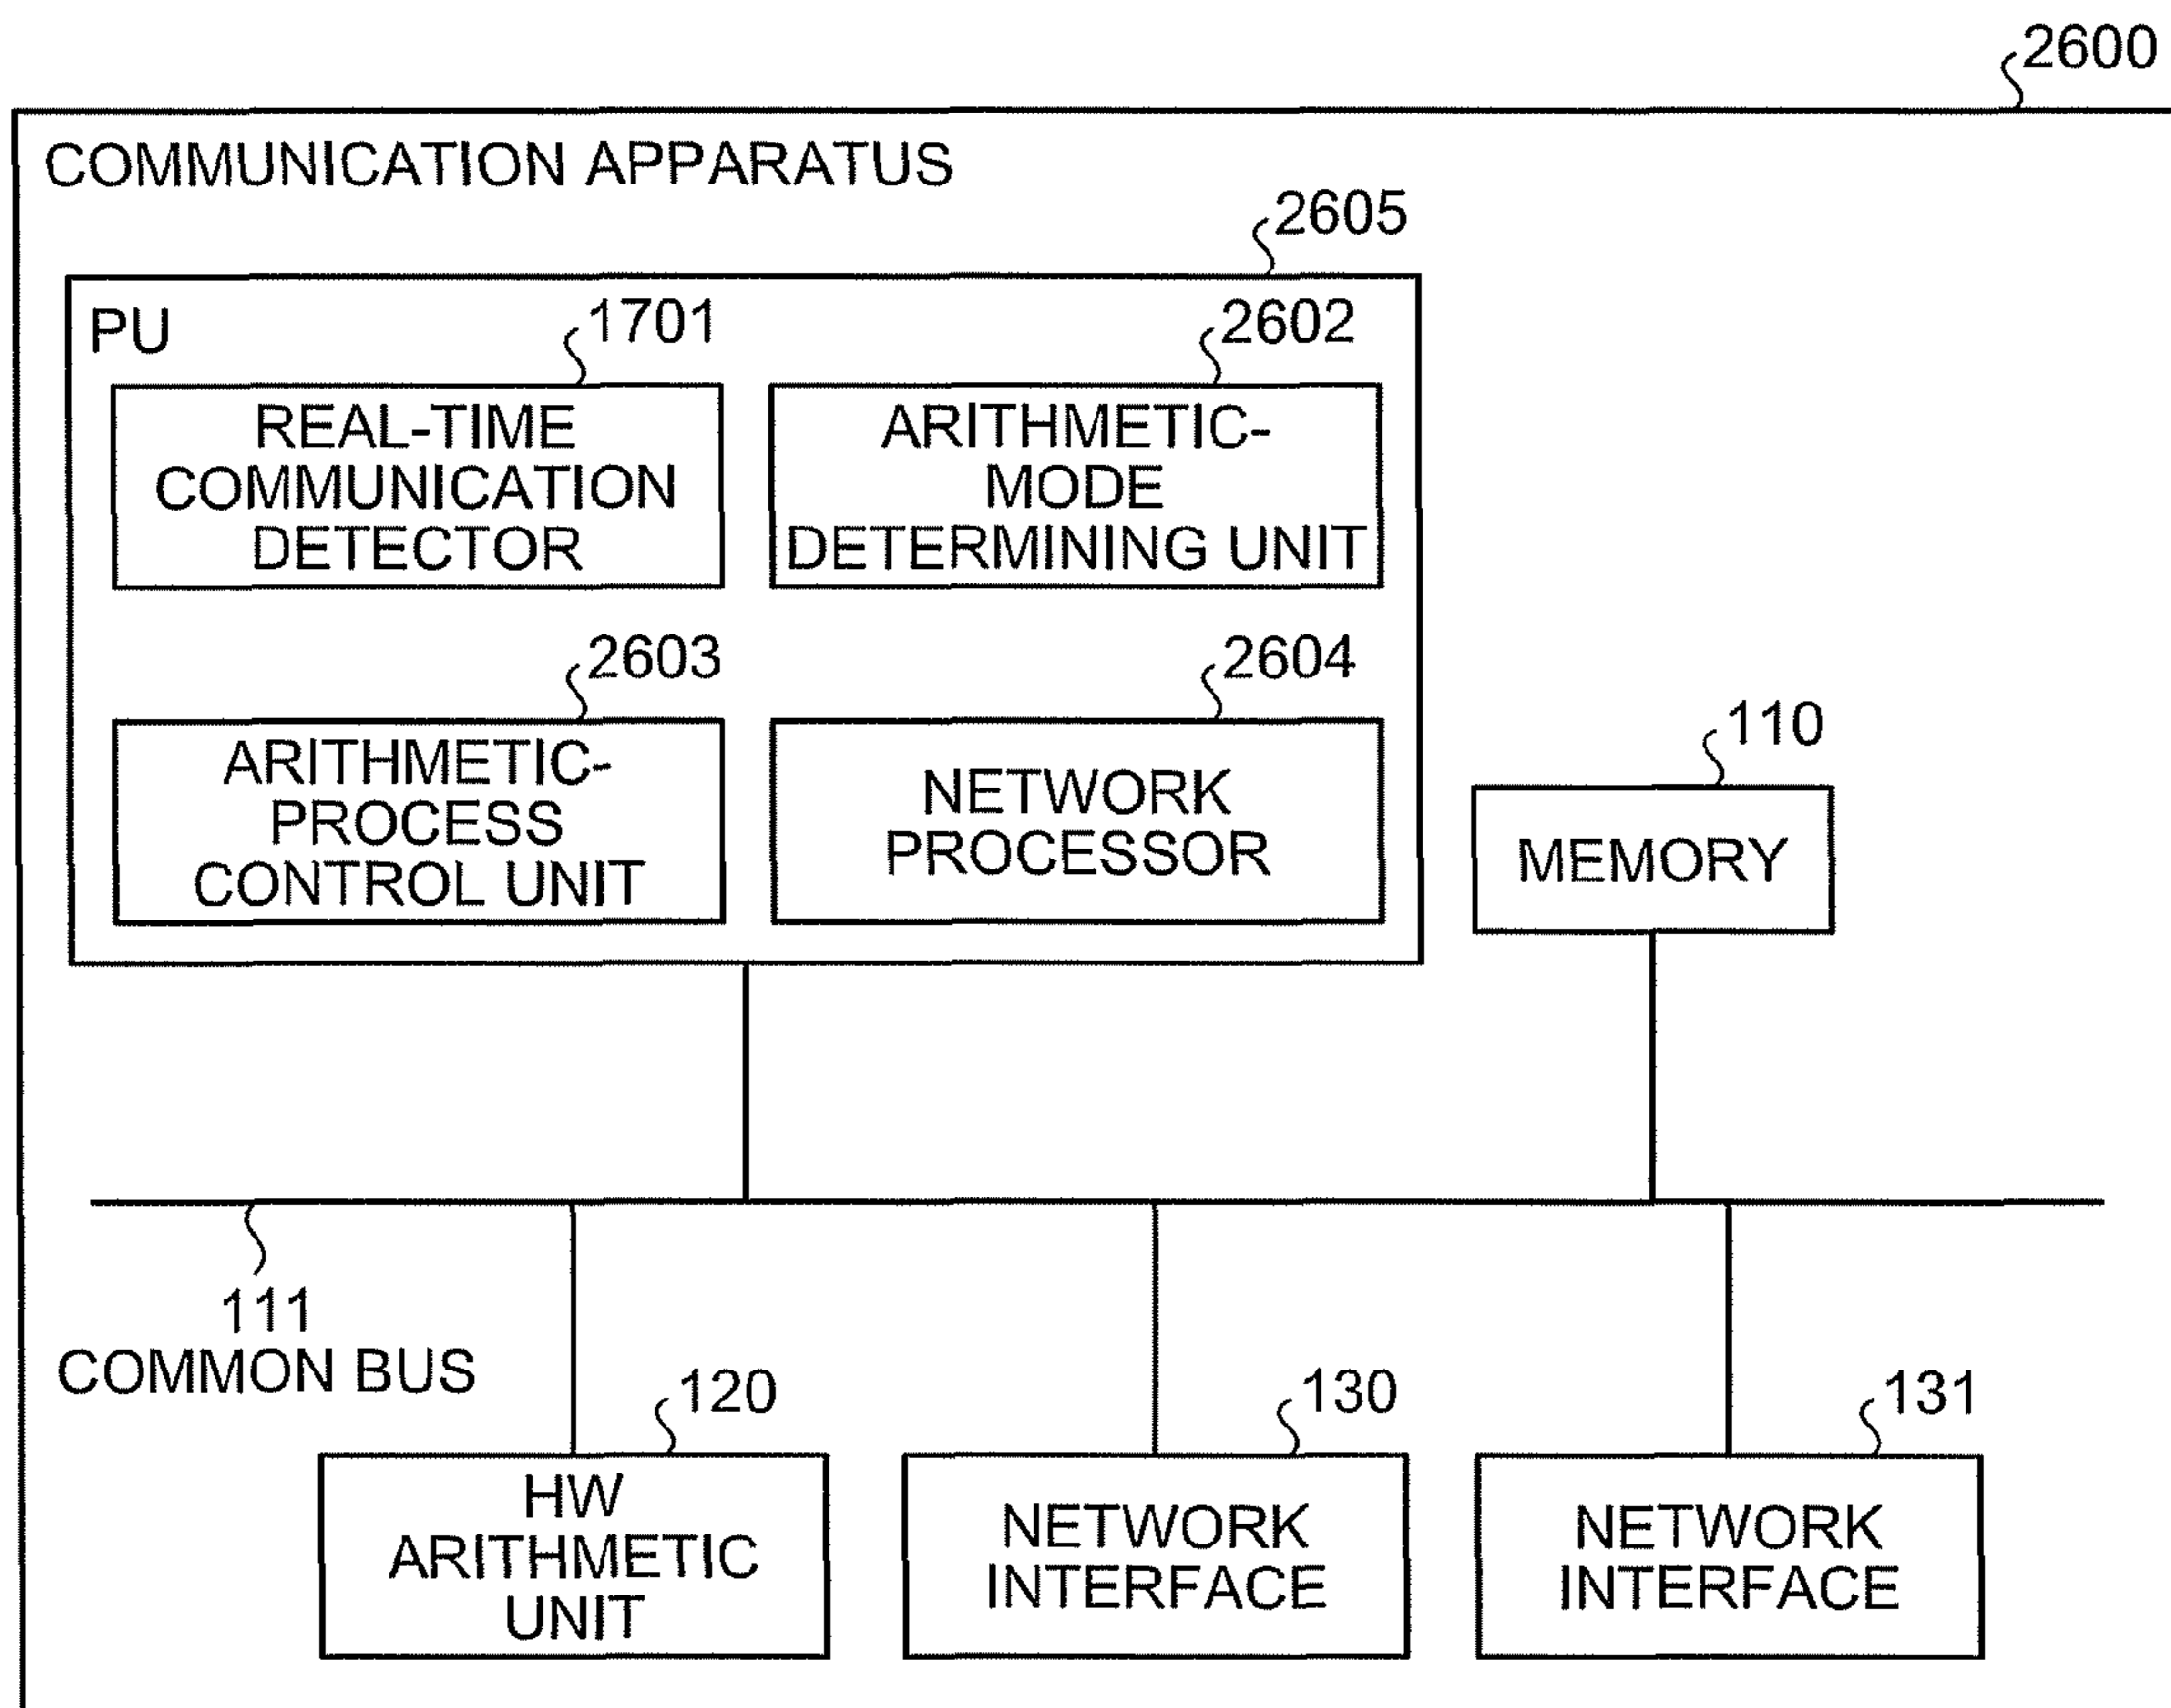 2600
COMMUNICATION APPARATUS
2605
PU
1701
REAL-TIME
COMMUNICATION
DETECTOR
2602
ARITHMETIC-
MODE
DETERMINING UNIT
2603
ARITHMETIC-
PROCESS
CONTROL UNIT
2604
NETWORK
PROCESSOR
110
MEMORY
111
COMMON BUS
120
HW
ARITHMETIC
UNIT
130
NETWORK
INTERFACE
131
NETWORK
INTERFACE